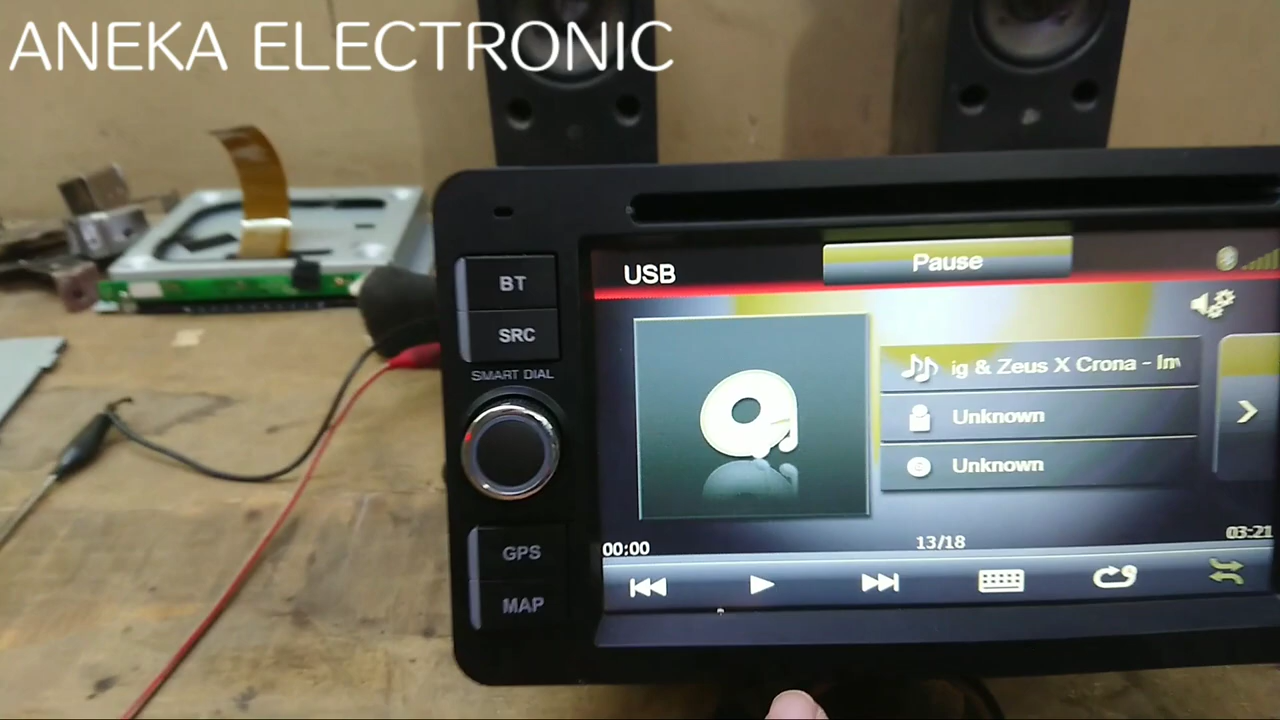 ANEKA ELECTRONIC
USB
Pause
BT
SRC
SMART DIAL
ig & Zeus X Crona - In
Unknown
Unknown
GPS
MAP
00:00
13/18
03:21